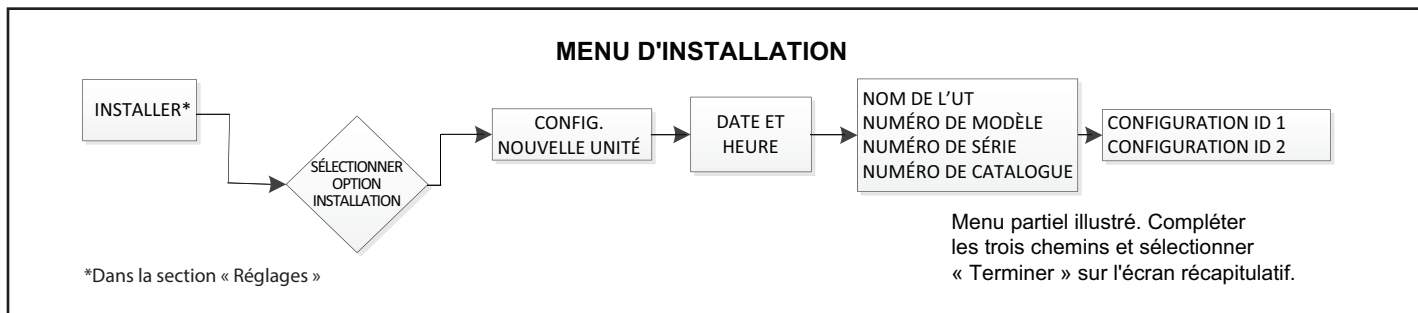 MENU D'INSTALLATION
INSTALLER*
SÉLECTIONNER
OPTION
INSTALLATION
CONFIG.
NOUVELLE UNITÉ
DATE ET
HEURE
NOM DE L’UT
NUMÉRO DE MODÈLE
NUMÉRO DE SÉRIE
NUMÉRO DE CATALOGUE
CONFIGURATION ID 1
CONFIGURATION ID 2
Menu partiel illustré. Compléter
les trois chemins et sélectionner
« Terminer » sur l'écran récapitulatif.
*Dans la section « Réglages »